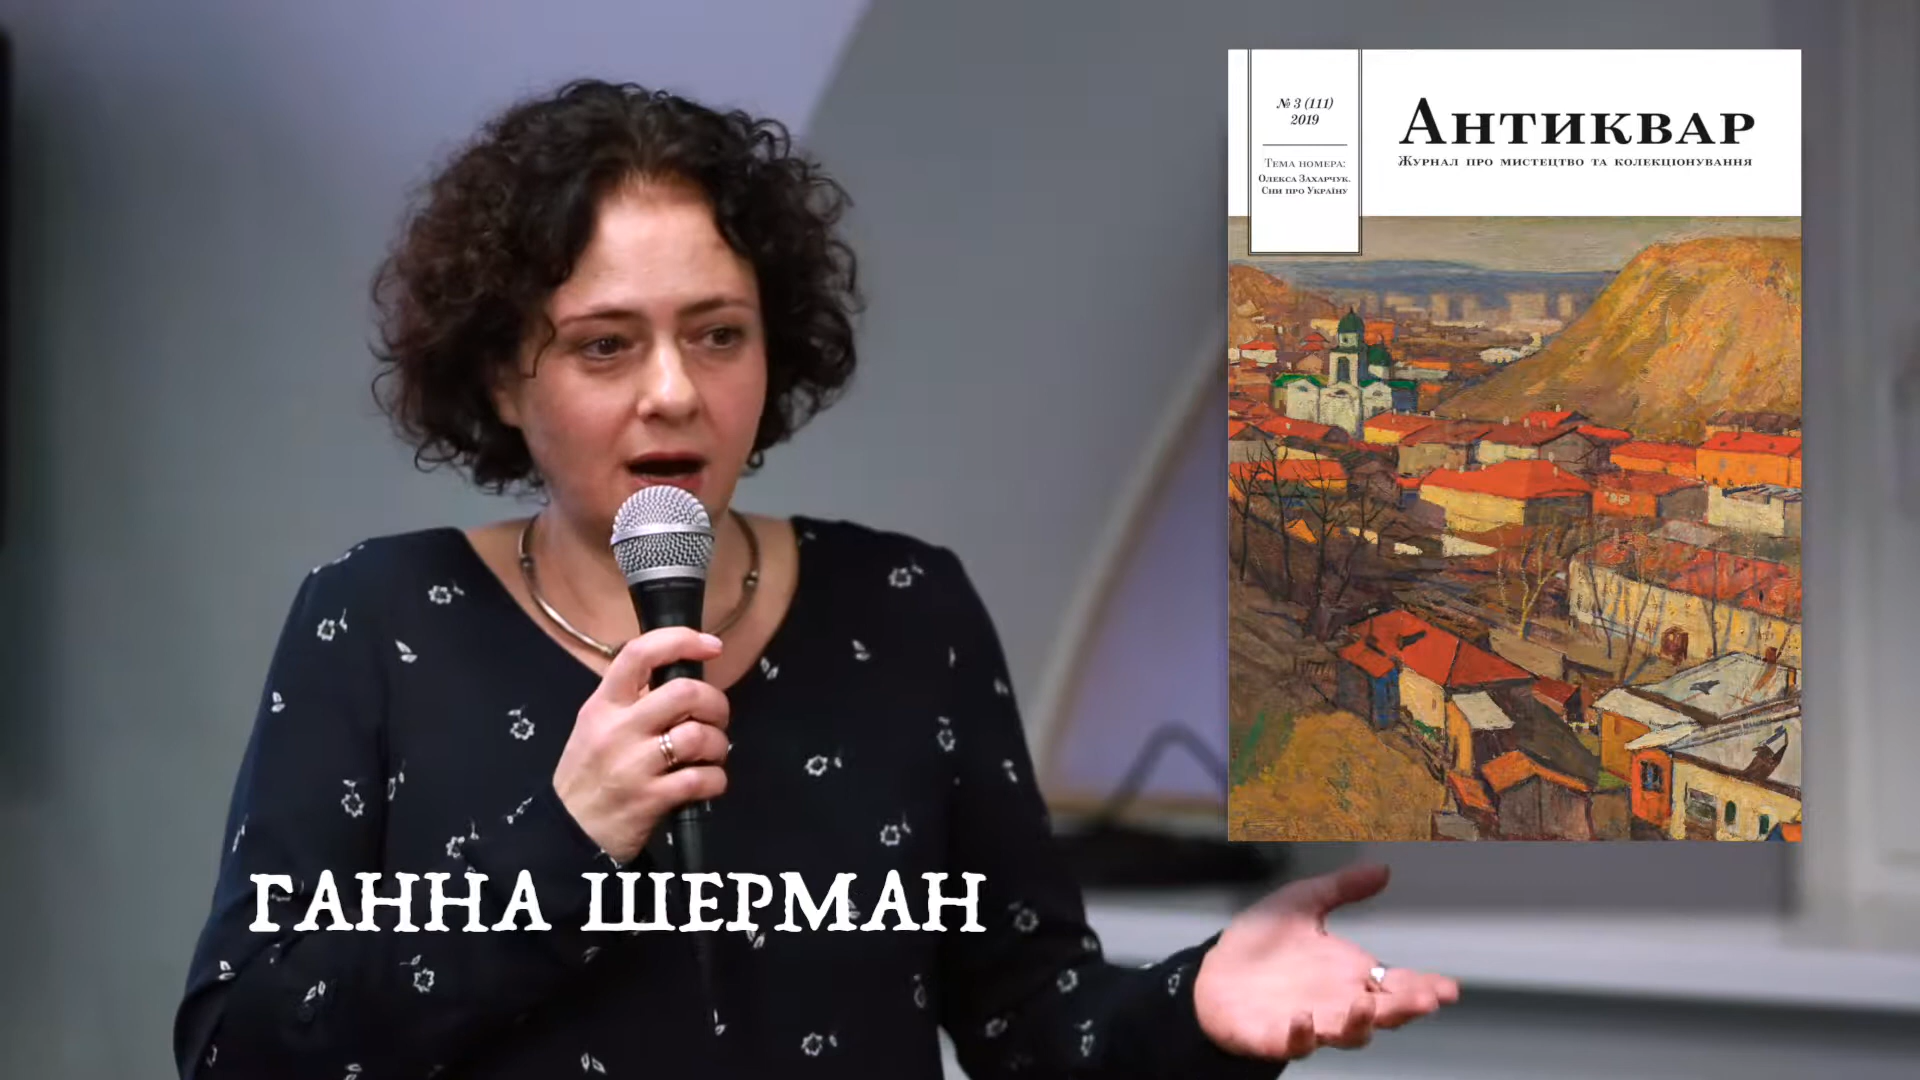 № 3 (111)
2019
Тема номера:
Олекса Захарчук.
Сни про Україну
Антиквар
Журнал про мистецтво та колекціонування
ГАННА ШЕРМАН